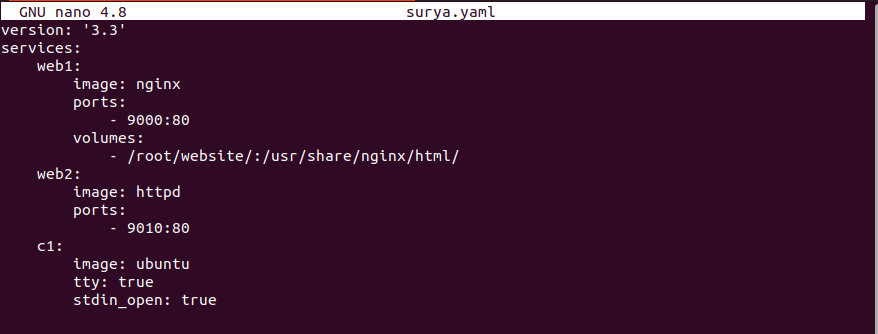 GNU nano 4.8 surya.yaml
version: '3.3'
services:
    web1:
        image: nginx
        ports:
            - 9000:80
        volumes:
            - /root/website/:/usr/share/nginx/html/
    web2:
        image: httpd
        ports:
            - 9010:80
    c1:
        image: ubuntu
        tty: true
        stdin_open: true